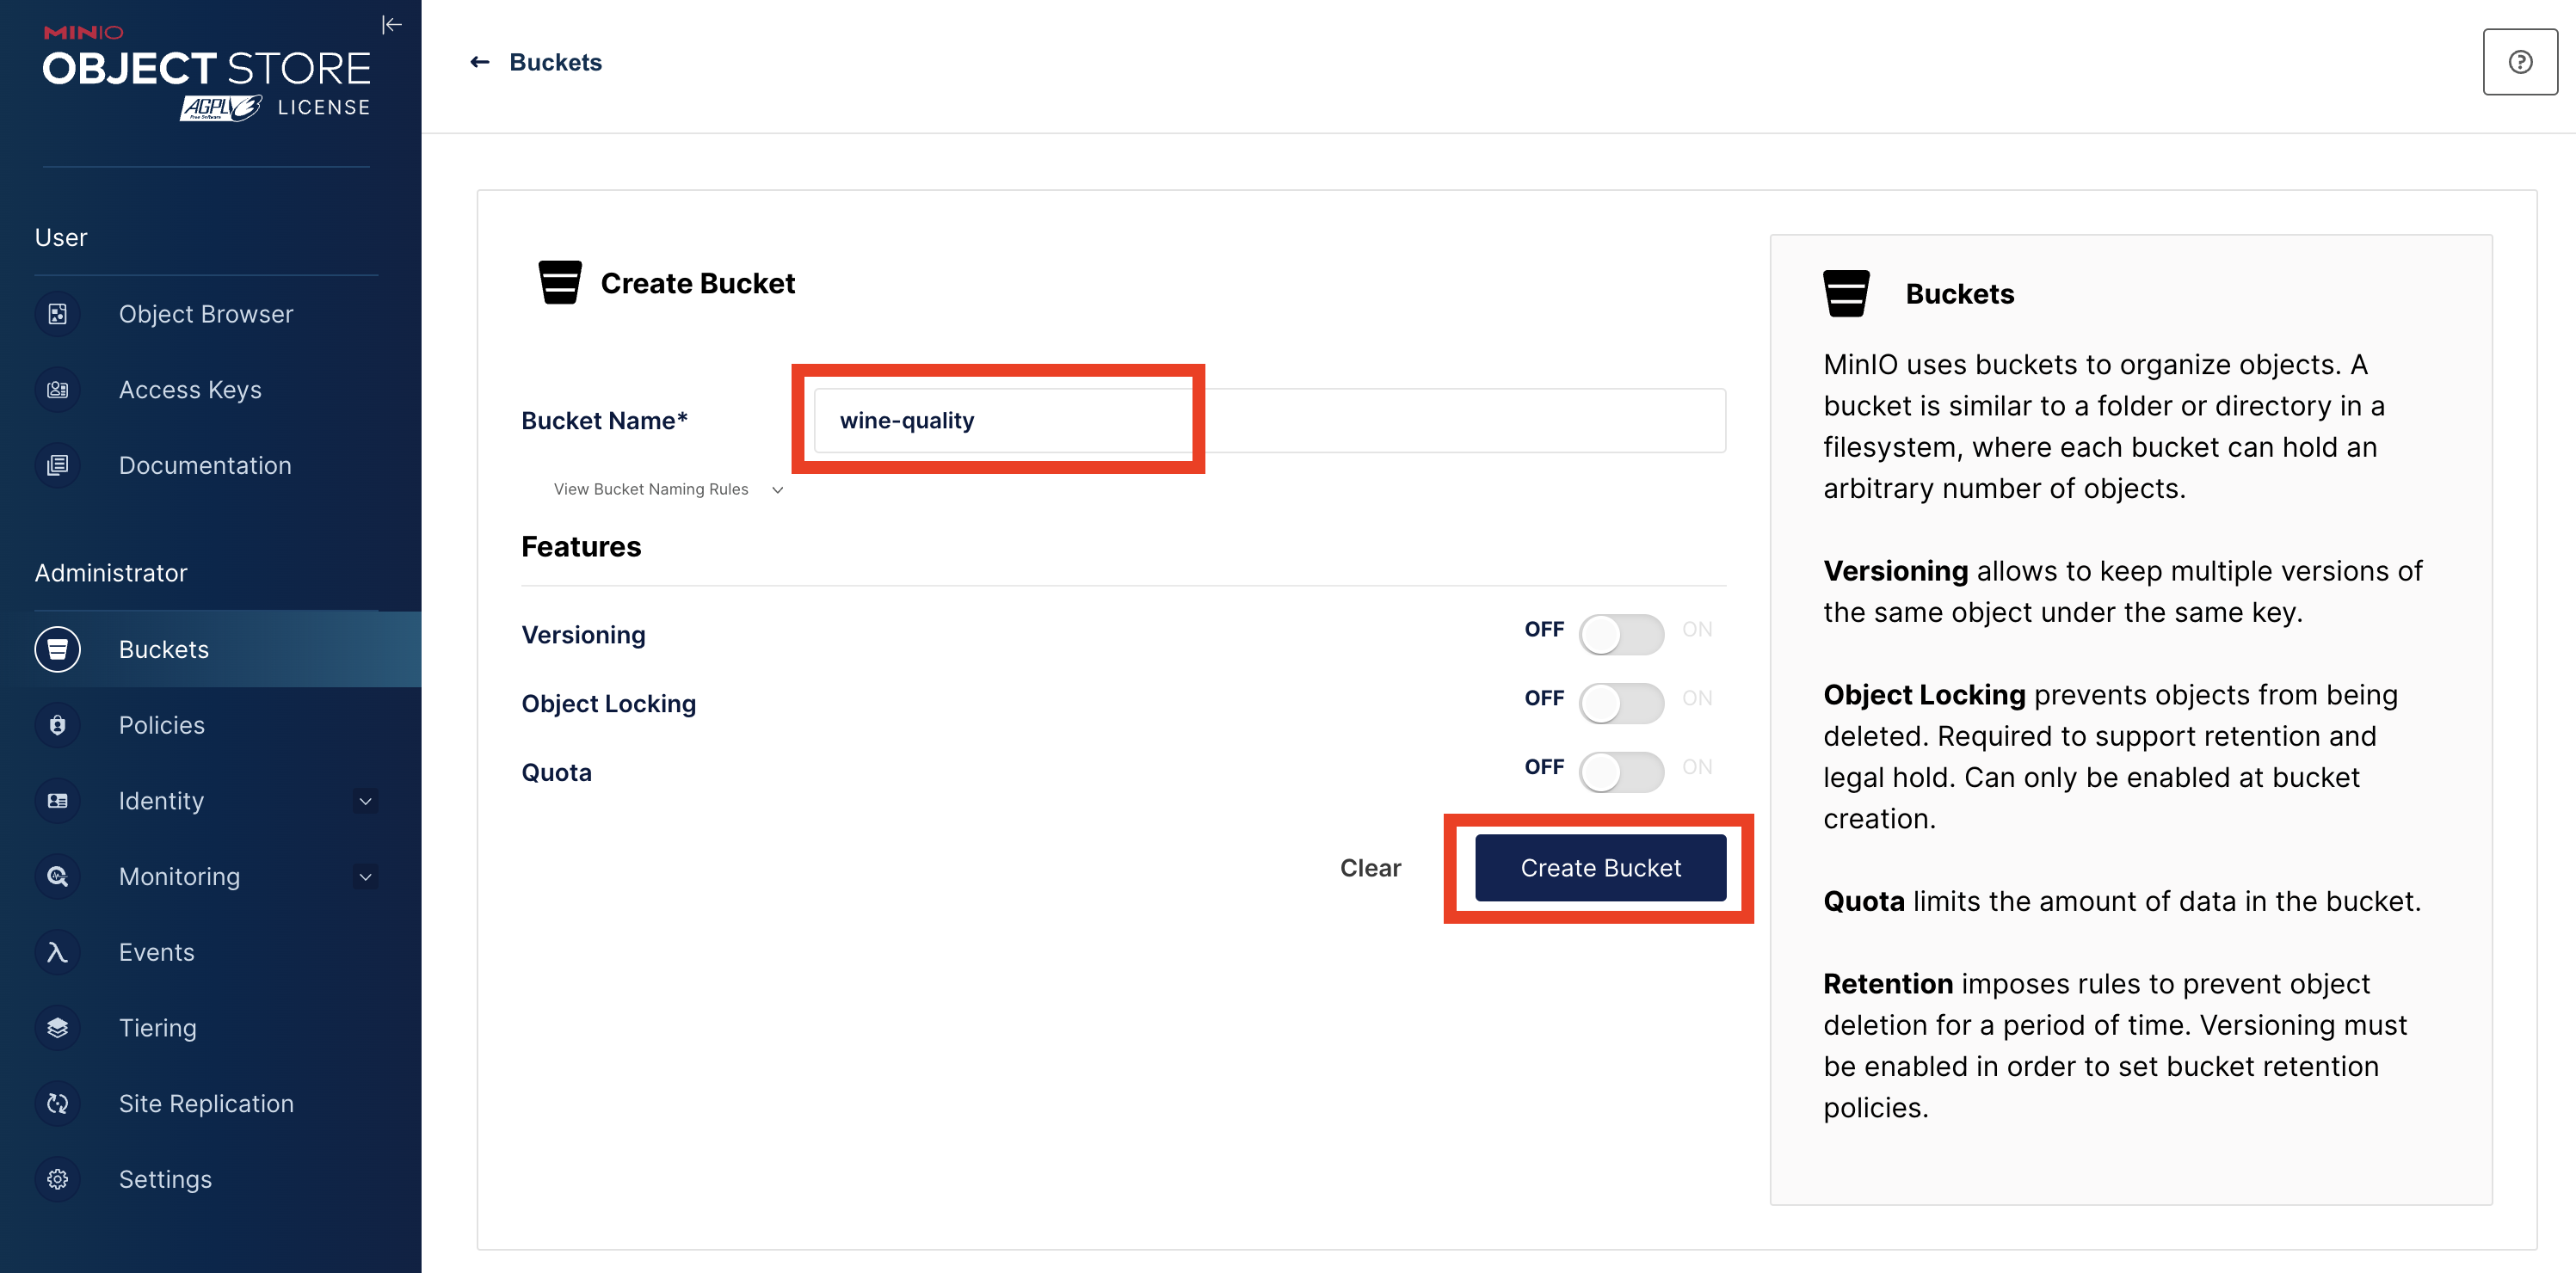 MINIO
OBJECT STORE
AGPLv3 LICENSE
Free Software
User
Object Browser
Access Keys
Documentation
Administrator
Buckets
Policies
Identity
Monitoring
Events
Tiering
Site Replication
Settings
Buckets
Create Bucket
Bucket Name*
wine-quality
View Bucket Naming Rules
Features
Versioning OFF ON
Object Locking OFF ON
Quota OFF ON
Clear Create Bucket
Buckets
MinIO uses buckets to organize objects. A
bucket is similar to a folder or directory in a
filesystem, where each bucket can hold an
arbitrary number of objects.
Versioning allows to keep multiple versions of
the same object under the same key.
Object Locking prevents objects from being
deleted. Required to support retention and
legal hold. Can only be enabled at bucket
creation.
Quota limits the amount of data in the bucket.
Retention imposes rules to prevent object
deletion for a period of time. Versioning must
be enabled in order to set bucket retention
policies.